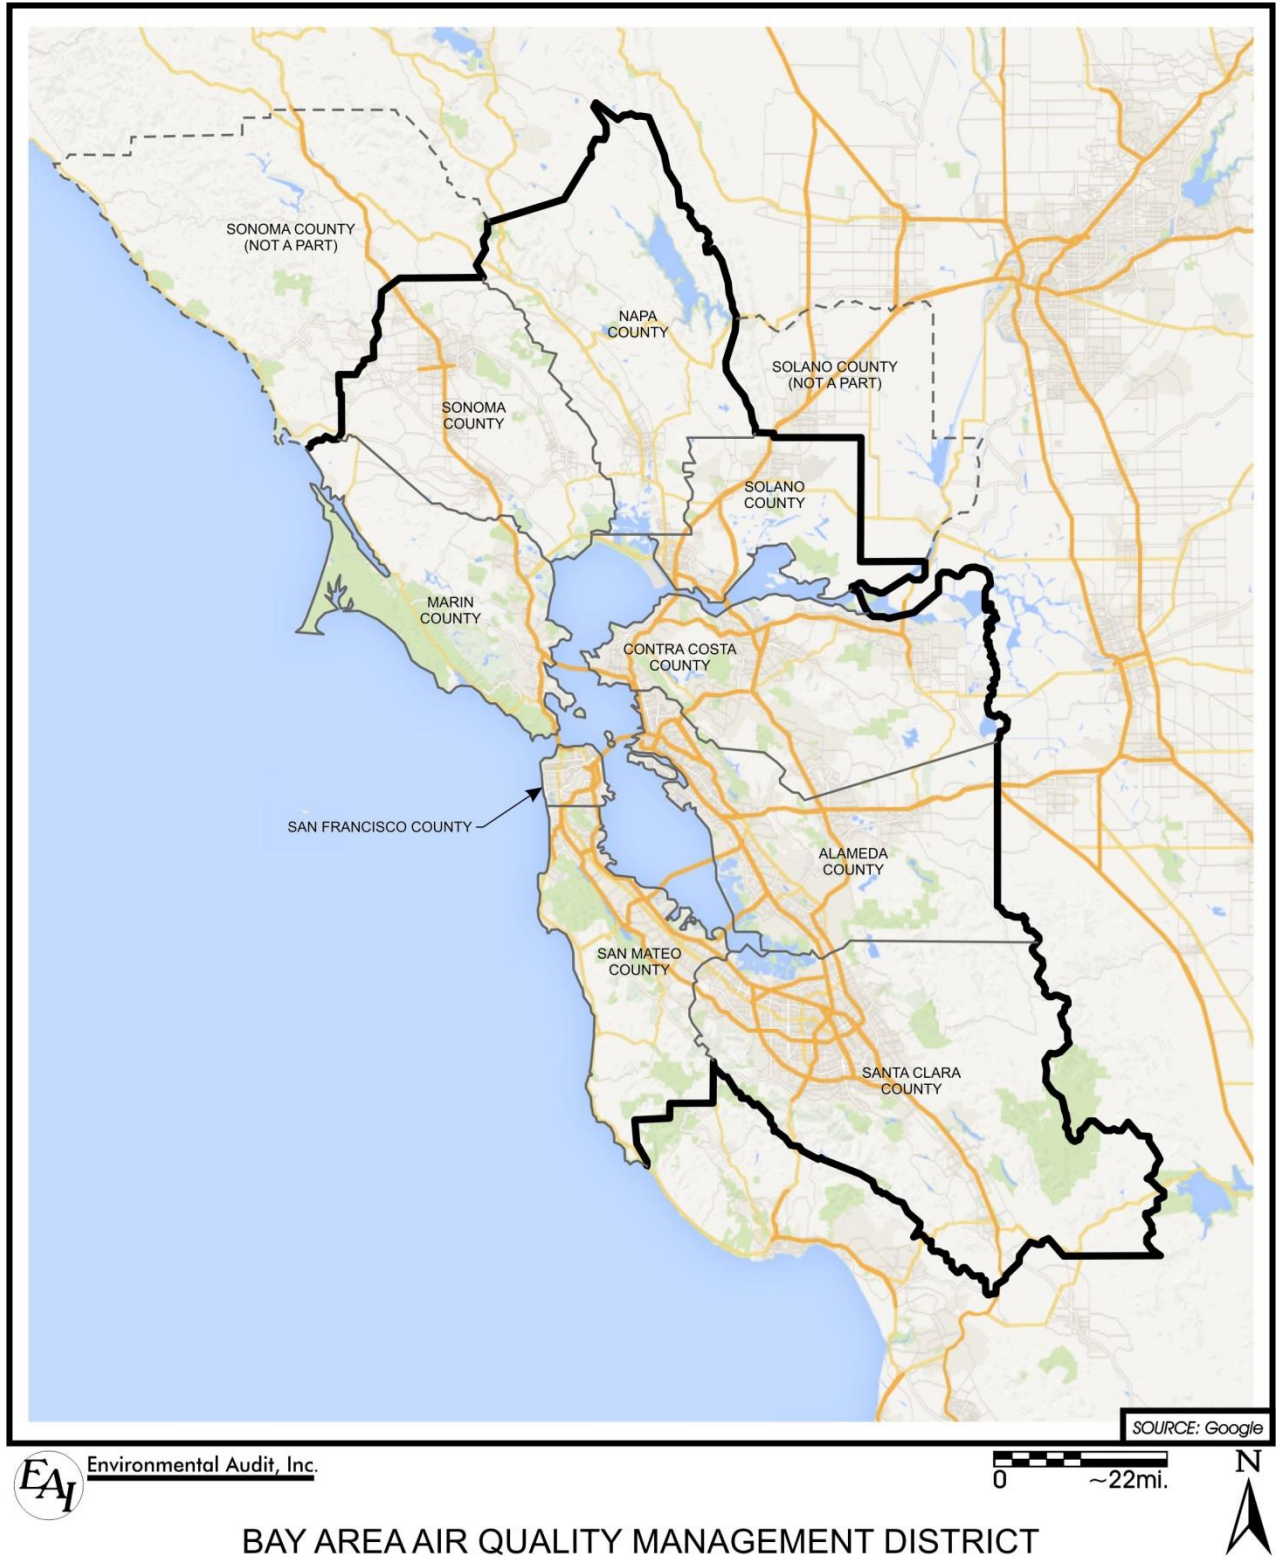 SONOMA COUNTY
(NOT A PART)
NAPA
COUNTY
SOLANO COUNTY
(NOT A PART)
SONOMA
COUNTY
SOLANO
COUNTY
MARIN
COUNTY
CONTRA COSTA
COUNTY
SAN FRANCISCO COUNTY
ALAMEDA
COUNTY
SAN MATEO
COUNTY
SANTA CLARA
COUNTY
SOURCE: Google
EAI
Environmental Audit, Inc.
0
~22mi.
N
BAY AREA AIR QUALITY MANAGEMENT DISTRICT